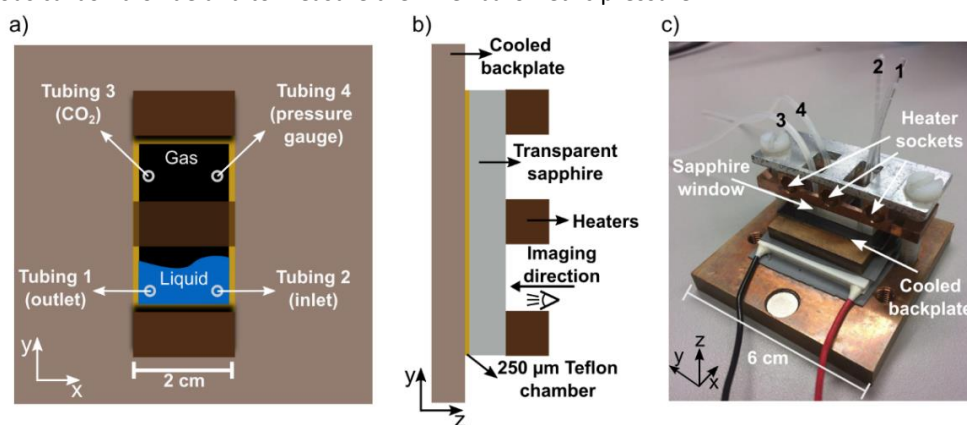 a)
Tubing 3
(CO₂)
Tubing 4
(pressure
gauge)
Gas
Tubing 1
(outlet)
Liquid
Tubing 2
(inlet)
y
x
2 cm
b)
Cooled
backplate
Transparent
sapphire
Heaters
Imaging
direction
250 µm Teflon
chamber
y
z
c)
2
1
3
4
Heater
sockets
Sapphire
window
Cooled
backplate
6 cm
z
y
x